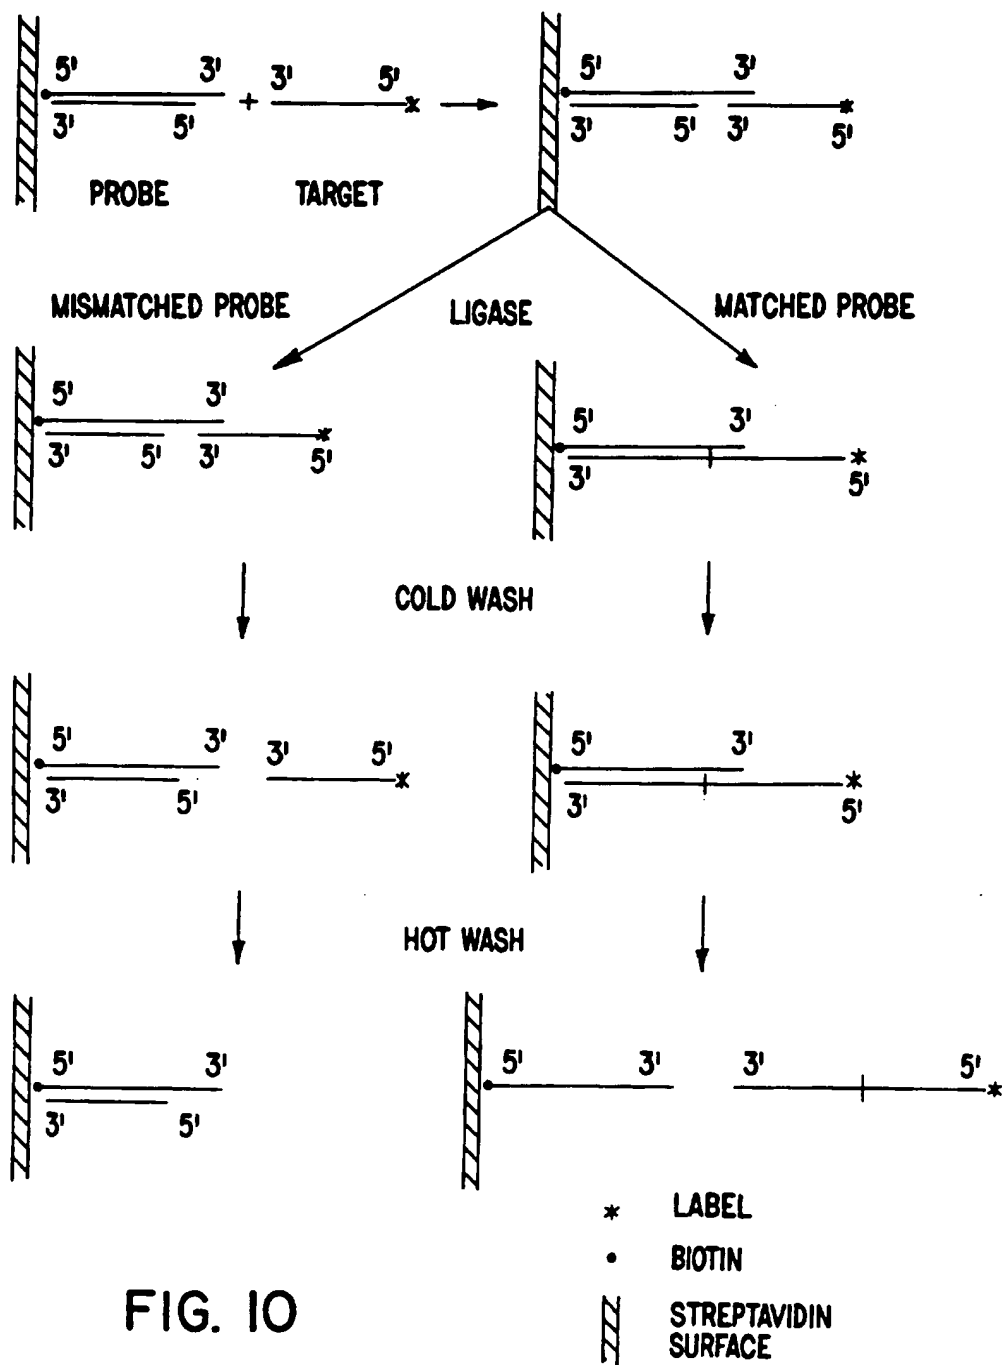 5' 3' 3' 5' 5' 3'
+
3' 5' 3' 5' 3' 5'
PROBE TARGET
MISMATCHED PROBE LIGASE MATCHED PROBE
5' 3' 5' 3'
3' 5' 3' 5' 3' 5'
COLD WASH
5' 3' 3' 5' 5' 3'
3' 5' 3' 5'
HOT WASH
5' 3' 5' 3' 3' 5'
3' 5'
* LABEL
• BIOTIN
STREPTAVIDIN
SURFACE
FIG. 10